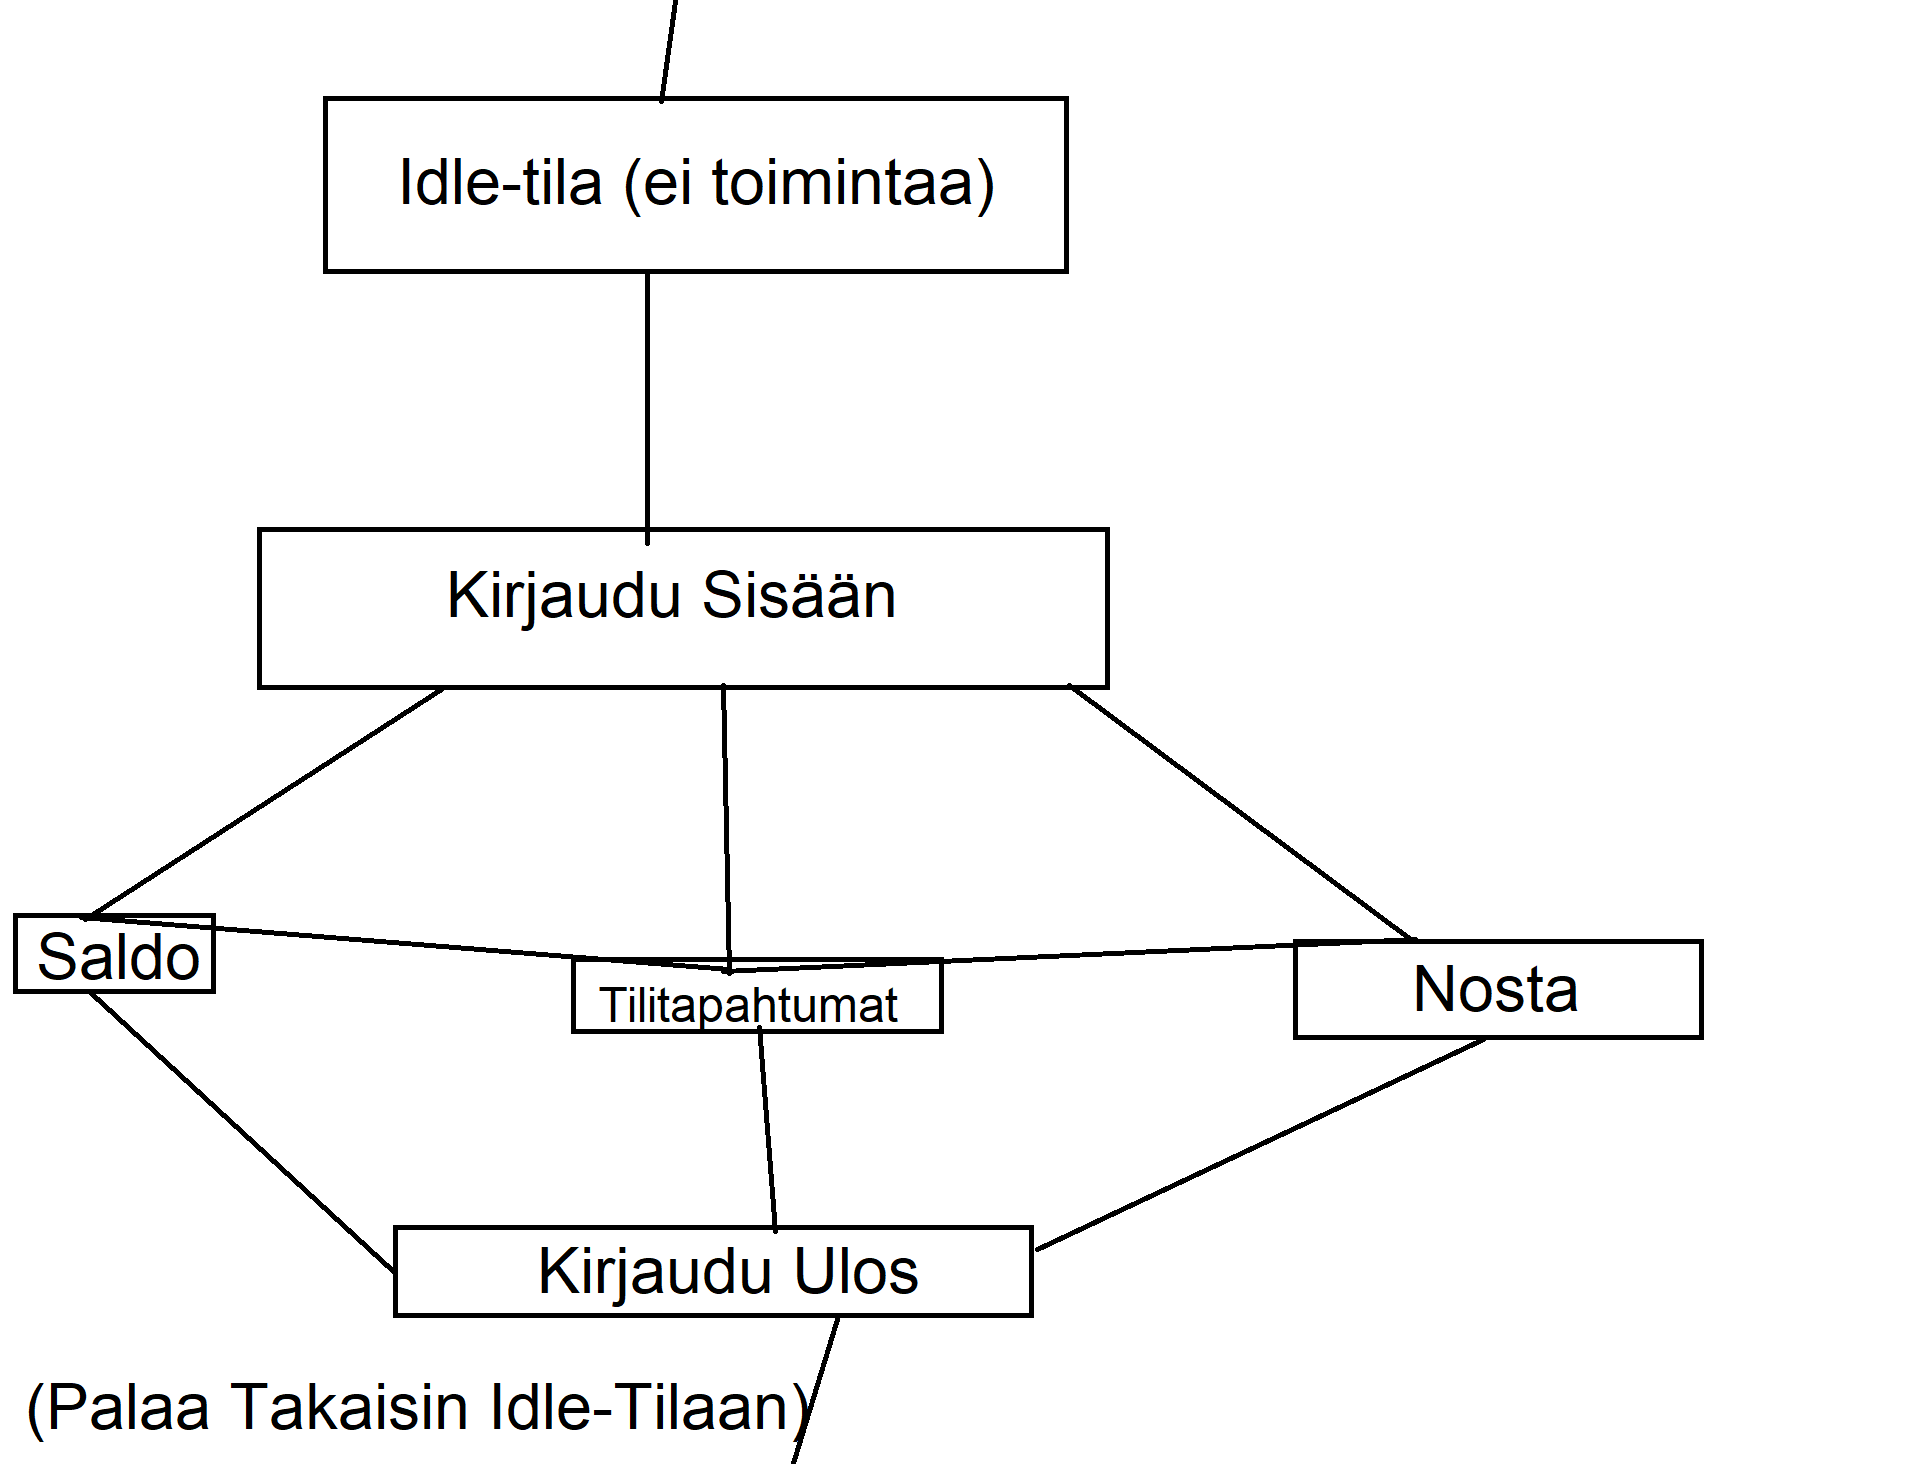 Idle-tila (ei toimintaa)
Kirjaudu Sisään
Saldo
Tilitapahtumat
Nosta
Kirjaudu Ulos
(Palaa Takaisin Idle-Tilaan)